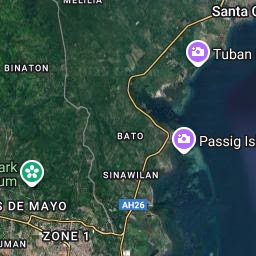 MELILIA
Santa C
Tuban
BINATON
BATO
Passig Is
ark
um
SINAWILAN
S DE MAYO
AH26
ZONE 1
UMAN